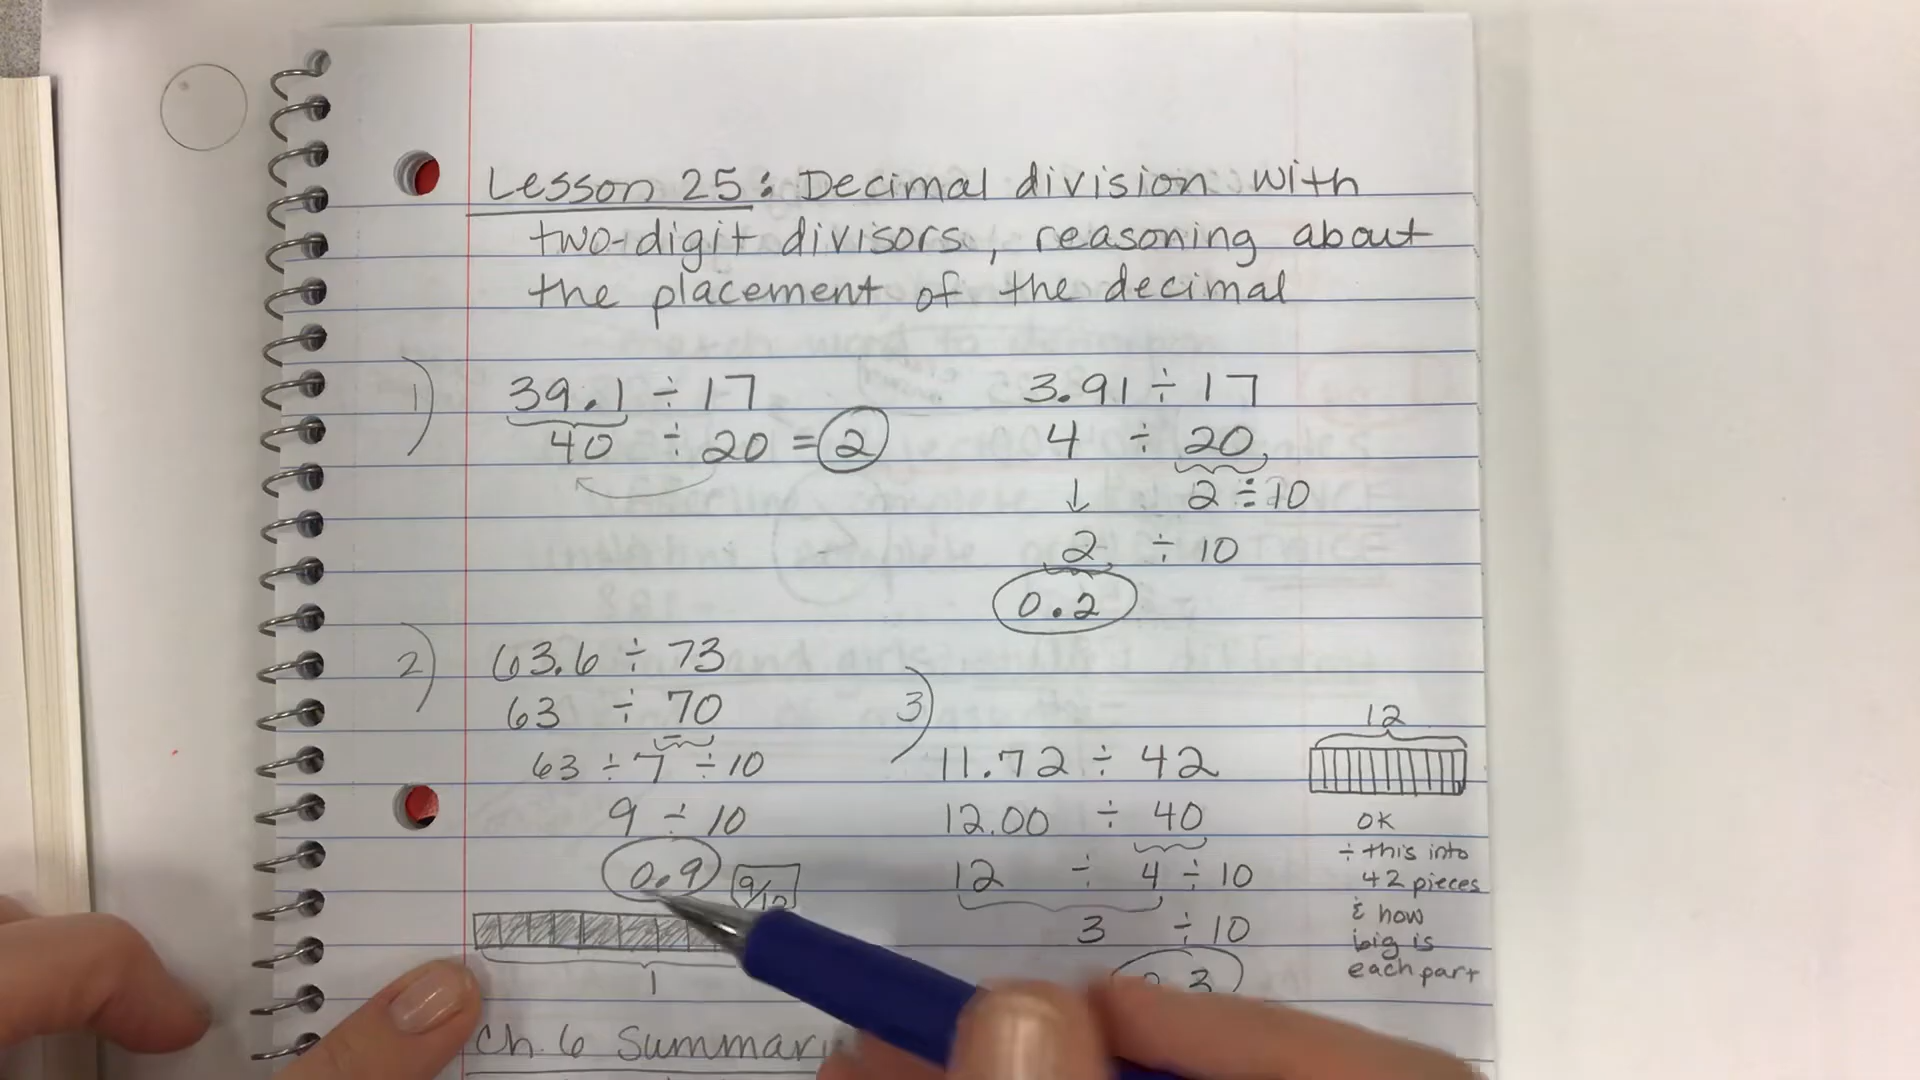 Lesson 25: Decimal division with
two-digit divisors, reasoning about
the placement of the decimal
1) 39.1 ÷ 17
40 ÷ 20 = 2
3.91 ÷ 17
4 ÷ 20
2 ÷ 10
2 ÷ 10
0.2
2) 63.6 ÷ 73
63 ÷ 70
63 ÷ 7 ÷ 10
9 ÷ 10
0.9 9/10
1
3) 11.72 ÷ 42
12.00 ÷ 40
12 ÷ 4 ÷ 10
3 ÷ 10
.3
12
OK
÷ this into
42 pieces
& how
big is
each part
Ch. 6 Summar